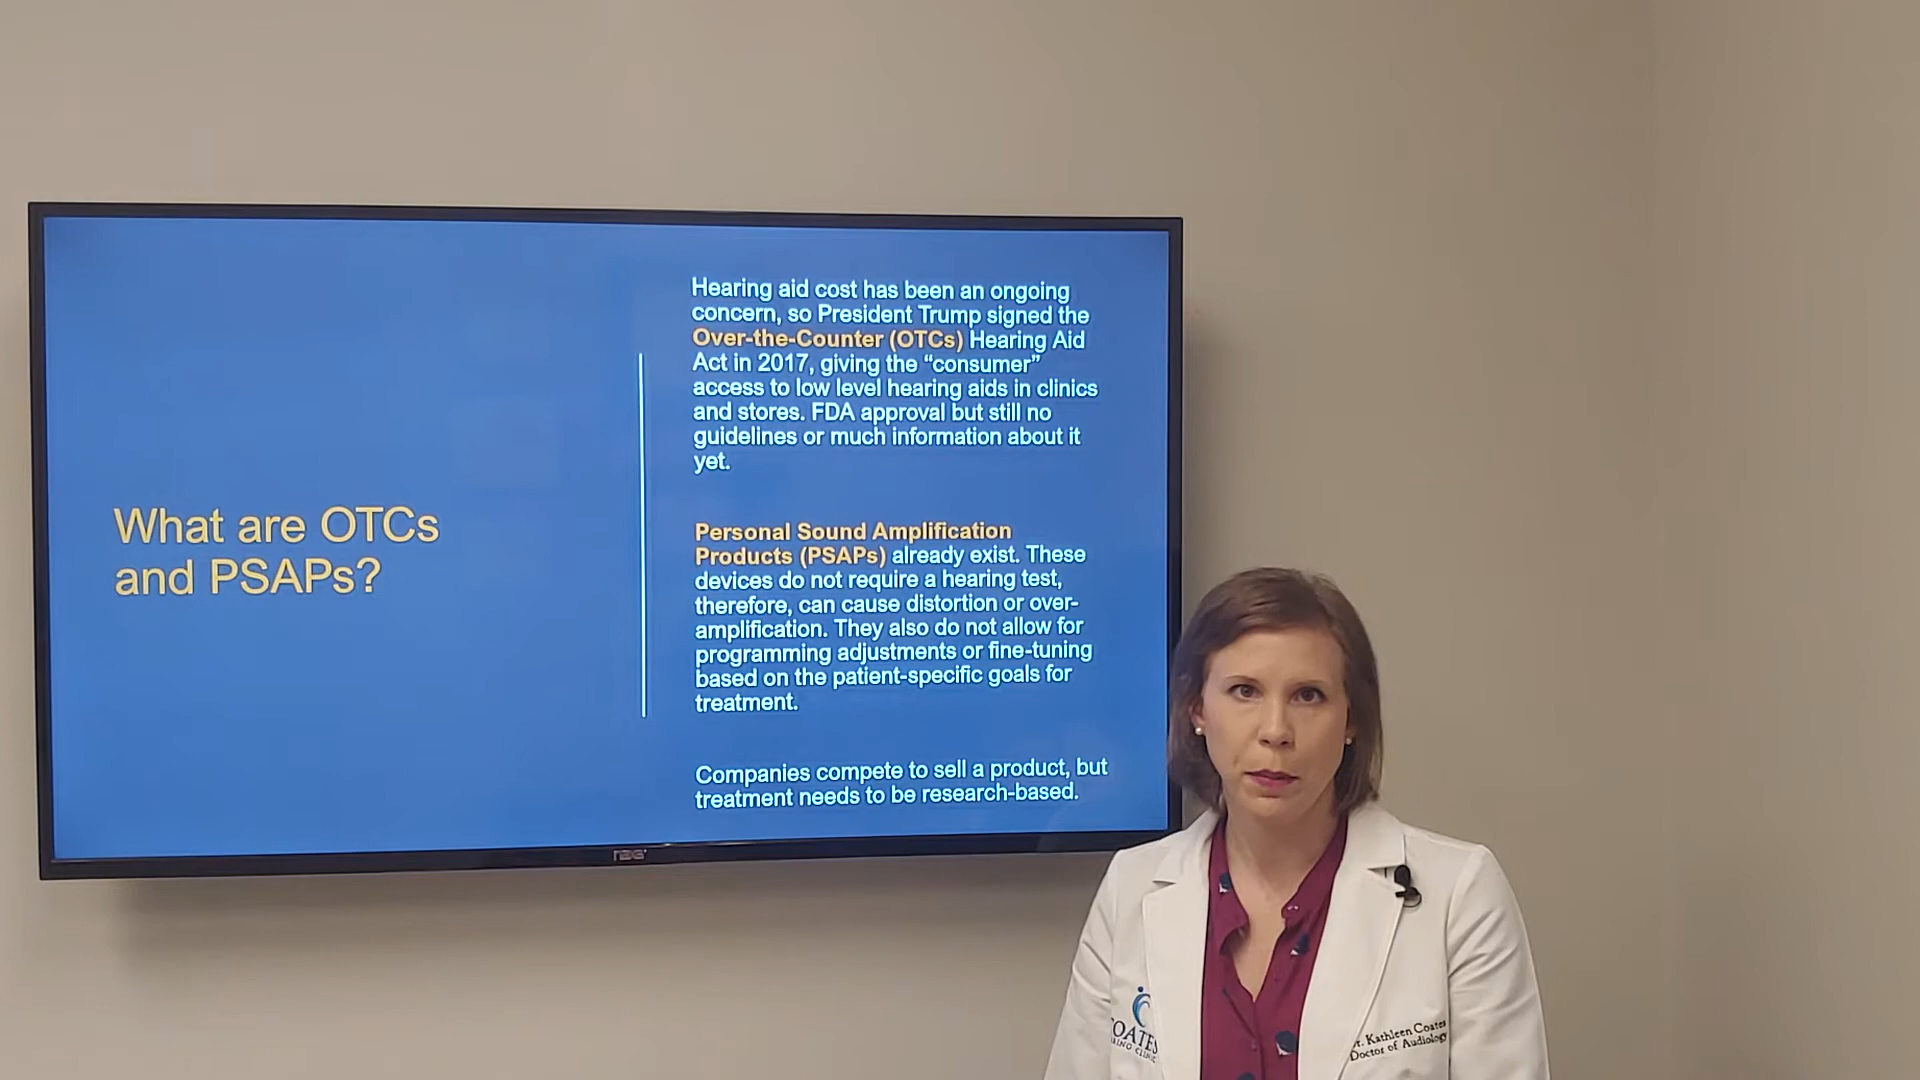 What are OTCs
and PSAPs?
Hearing aid cost has been an ongoing
concern, so President Trump signed the
Over-the-Counter (OTCs) Hearing Aid
Act in 2017, giving the “consumer”
access to low level hearing aids in clinics
and stores. FDA approval but still no
guidelines or much information about it
yet.
Personal Sound Amplification
Products (PSAPs) already exist. These
devices do not require a hearing test,
therefore, can cause distortion or over-
amplification. They also do not allow for
programming adjustments or fine-tuning
based on the patient-specific goals for
treatment.
Companies compete to sell a product, but
treatment needs to be research-based.
Kathleen Coates
Doctor of Audiology